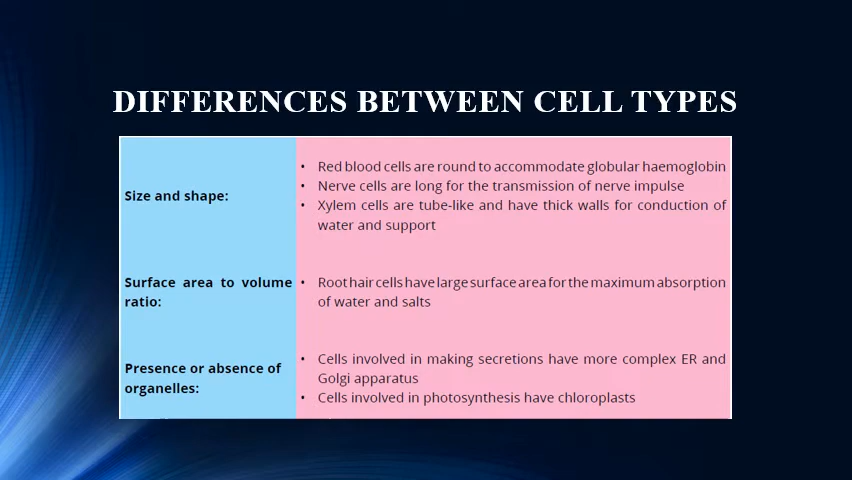 DIFFERENCES BETWEEN CELL TYPES
Size and shape:
• Red blood cells are round to accommodate globular haemoglobin
• Nerve cells are long for the transmission of nerve impulse
• Xylem cells are tube-like and have thick walls for conduction of
water and support
Surface area to volume
ratio:
• Root hair cells have large surface area for the maximum absorption
of water and salts
Presence or absence of
organelles:
• Cells involved in making secretions have more complex ER and
Golgi apparatus
• Cells involved in photosynthesis have chloroplasts